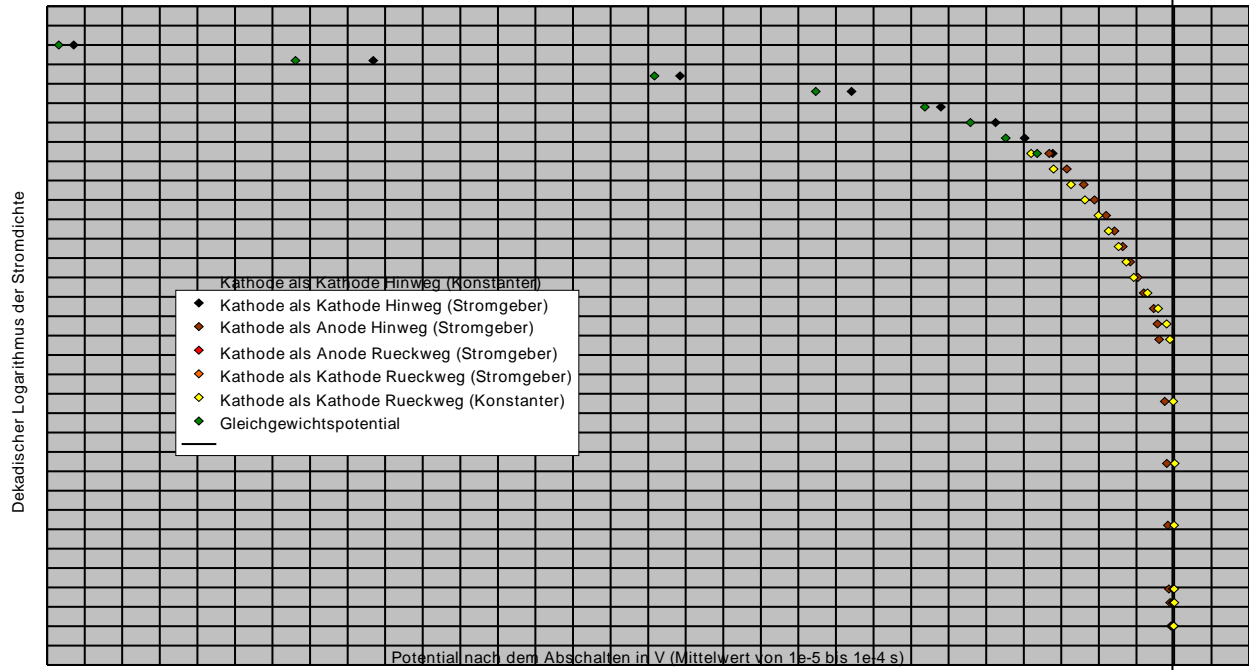 Dekadischer Logarithmus der Stromdichte
Kathode als Kathode Hinweg (Konstanter)
Kathode als Kathode Hinweg (Stromgeber)
Kathode als Anode Hinweg (Stromgeber)
Kathode als Anode Rueckweg (Stromgeber)
Kathode als Kathode Rueckweg (Stromgeber)
Kathode als Kathode Rueckweg (Konstanter)
Gleichgewichtspotential
Potential nach dem Abschalten in V (Mittelwert von 1e-5 bis 1e-4 s)